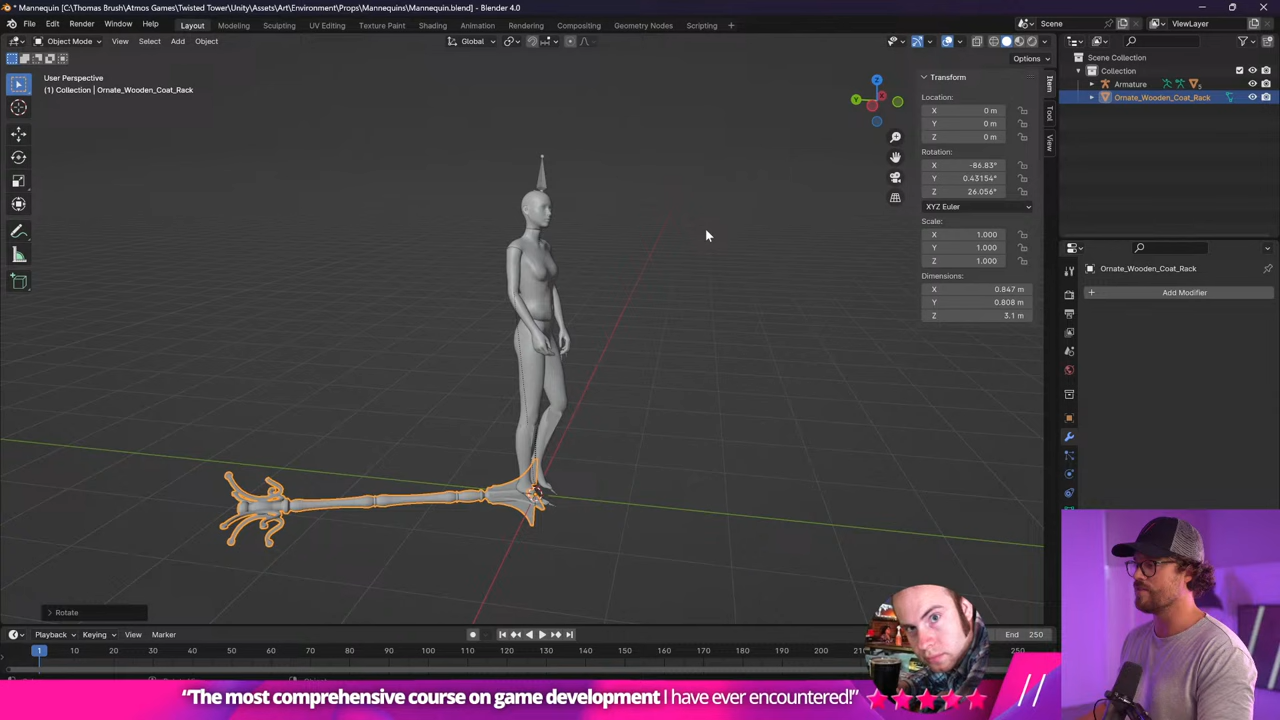 Mannequin [C:\Thomas Brush\Atmos Games\Twisted Tower\Unity\Assets\Art\Environment\Props\Mannequins\Mannequin.blend] - Blender 4.0
File Edit Render Window Help Layout Modeling Sculpting UV Editing Texture Paint Shading Animation Rendering Compositing Geometry Nodes Scripting + Scene ViewLayer
Object Mode View Select Add Object Global
Options
User Perspective
(1) Collection | Ornate_Wooden_Coat_Rack
Z
Y
X
Transform
Location:
X 0 m
Y 0 m
Z 0 m
Rotation:
X -86.83°
Y 0.43154°
Z 26.056°
XYZ Euler
Scale:
X 1.000
Y 1.000
Z 1.000
Dimensions:
X 0.847 m
Y 0.808 m
Z 3.1 m
Item
Tool
View
Scene Collection
Collection
Armature 5
Ornate_Wooden_Coat_Rack
Ornate_Wooden_Coat_Rack
+ Add Modifier
Rotate
Playback Keying View Marker End 250
1 10 20 30 40 50 60 70 80 90 100 110 120 130 140 150 160 170 180 190 200 210 250
"The most comprehensive course on game development I have ever encountered!"
//